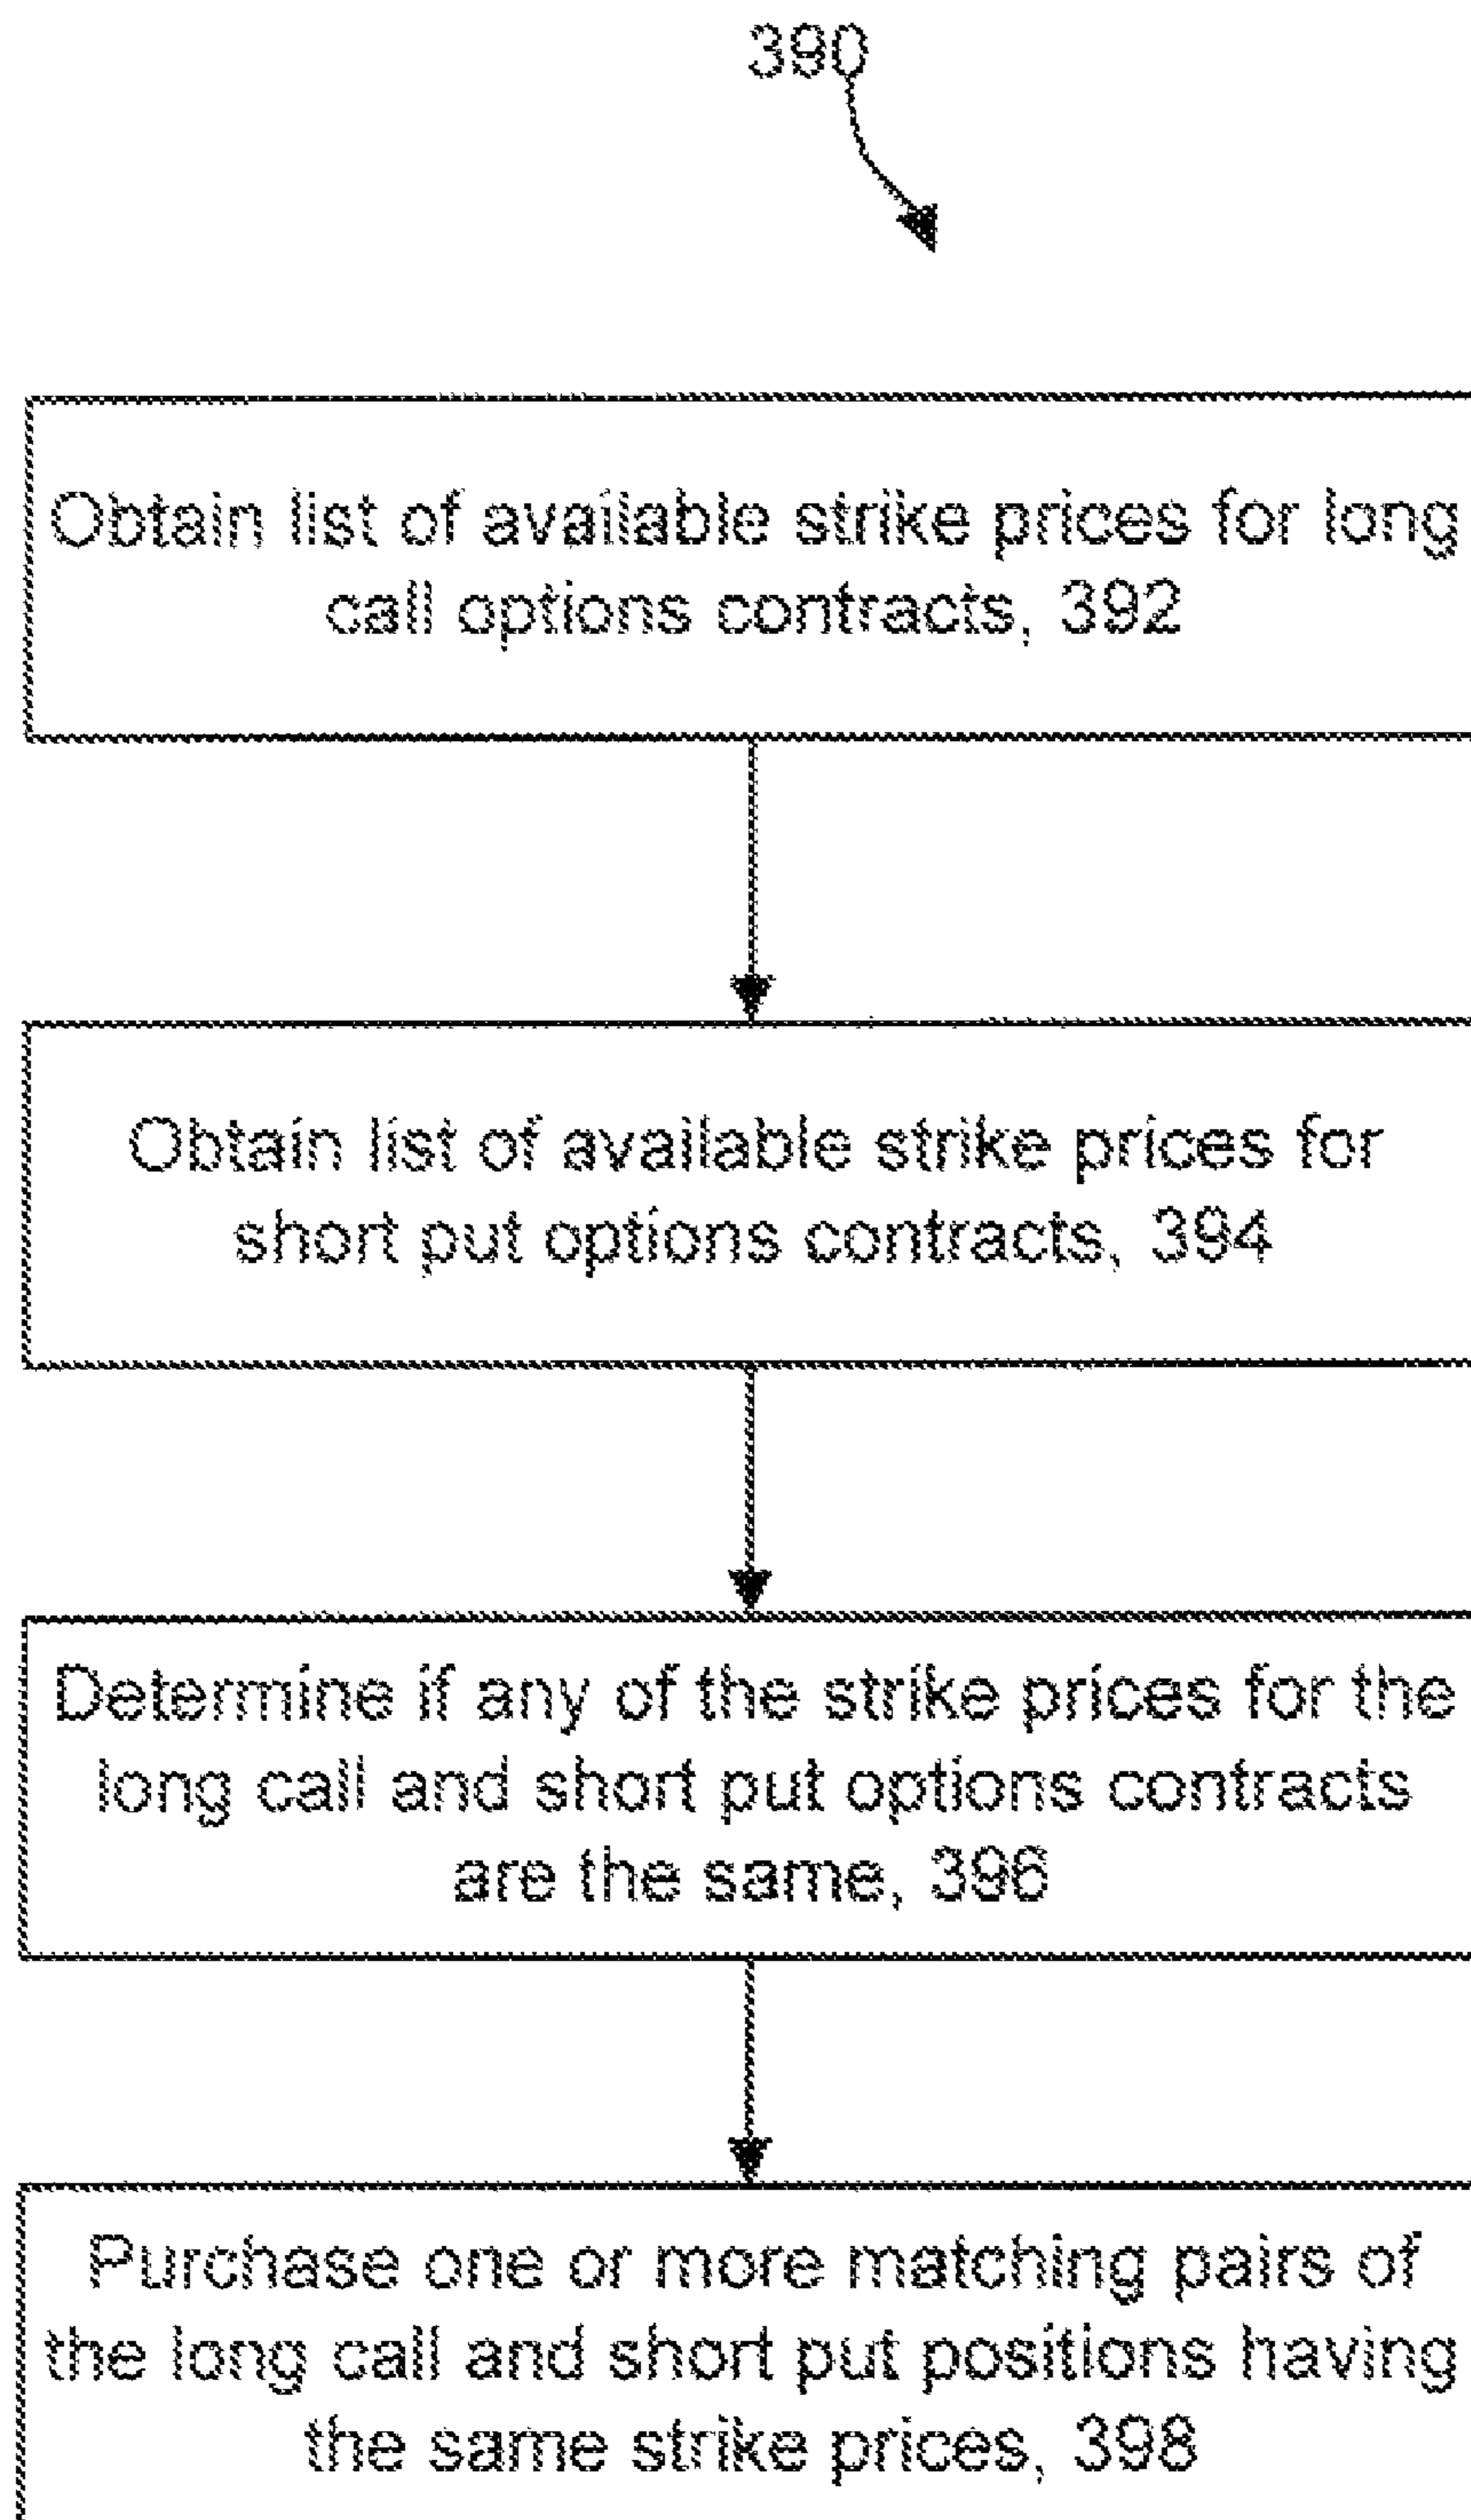 390
Obtain list of available strike prices for long
call options contracts, 392
Obtain list of available strike prices for
short put options contracts, 394
Determine if any of the strike prices for the
long call and short put options contracts
are the same, 396
Purchase one or more matching pairs of
the long call and short put positions having
the same strike prices, 398